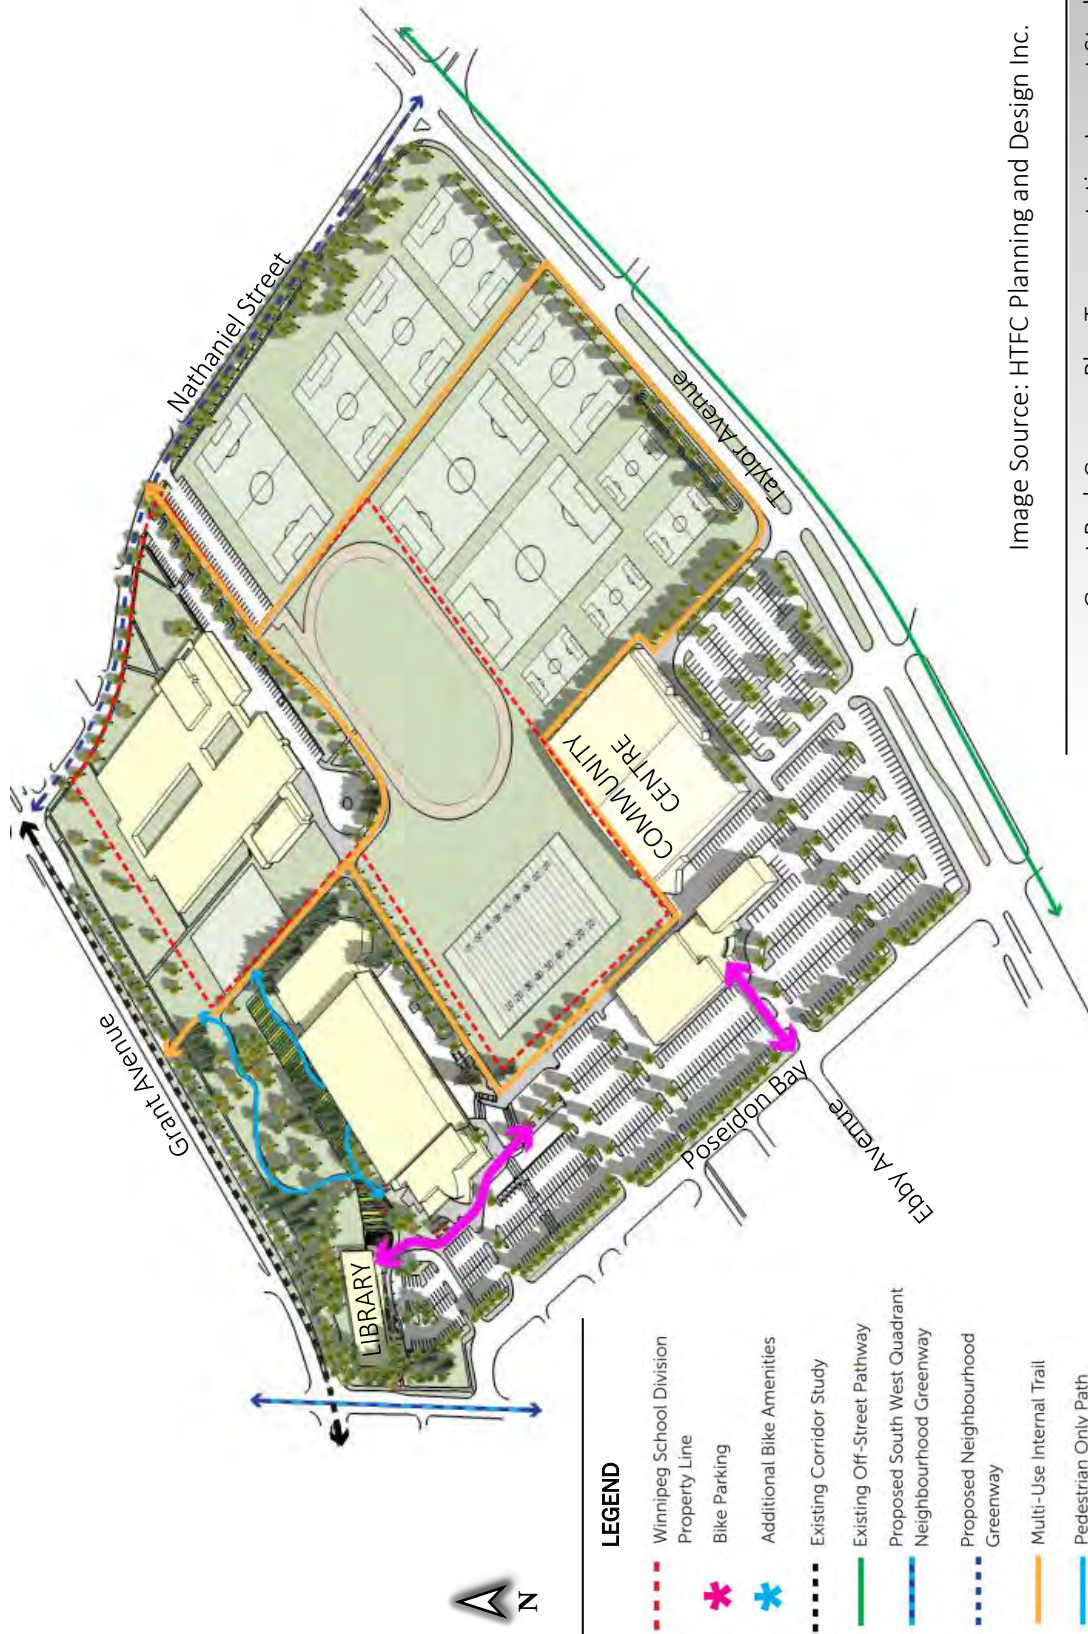 Grant Avenue
Nathaniel Street
LIBRARY
COMMUNITY
CENTRE
Taylor Avenue
Poseidon Bay
Ebby Avenue
N
LEGEND
Winnipeg School Division
Property Line
Bike Parking
Additional Bike Amenities
Existing Corridor Study
Existing Off-Street Pathway
Proposed South West Quadrant
Neighbourhood Greenway
Proposed Neighbourhood
Greenway
Multi-Use Internal Trail
Pedestrian Only Path
Image Source: HTFC Planning and Design Inc.